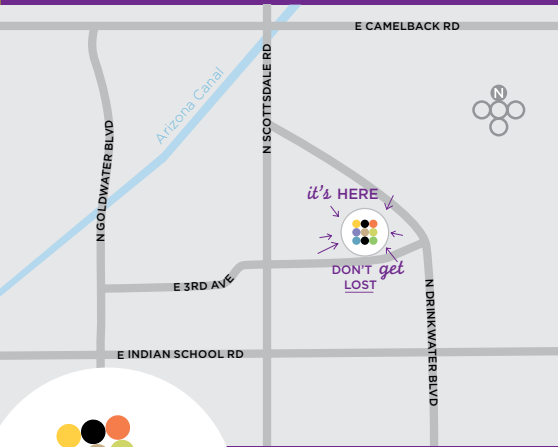 E CAMELBACK RD
N SCOTTSDALE RD
Arizona Canal
N
N GOLDWATER BLVD
it's HERE
DON'T get
LOST
E 3RD AVE
N DRINKWATER BLVD
E INDIAN SCHOOL RD